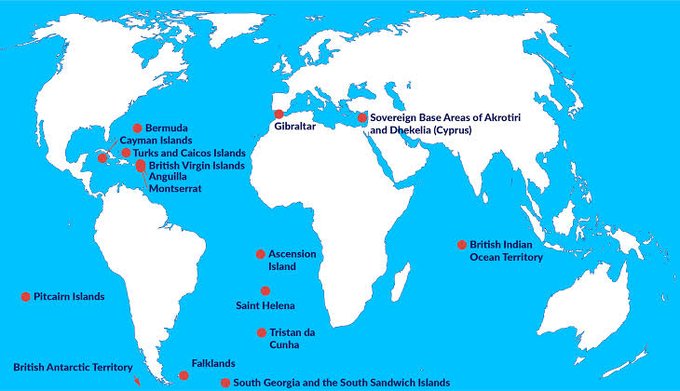 Bermuda
Cayman Islands
Turks and Caicos Islands
British Virgin Islands
Anguilla
Montserrat
Gibraltar
Sovereign Base Areas of Akrotiri
and Dhekelia (Cyprus)
Ascension
Island
British Indian
Ocean Territory
Pitcairn Islands
Saint Helena
Tristan da
Cunha
British Antarctic Territory
Falklands
South Georgia and the South Sandwich Islands